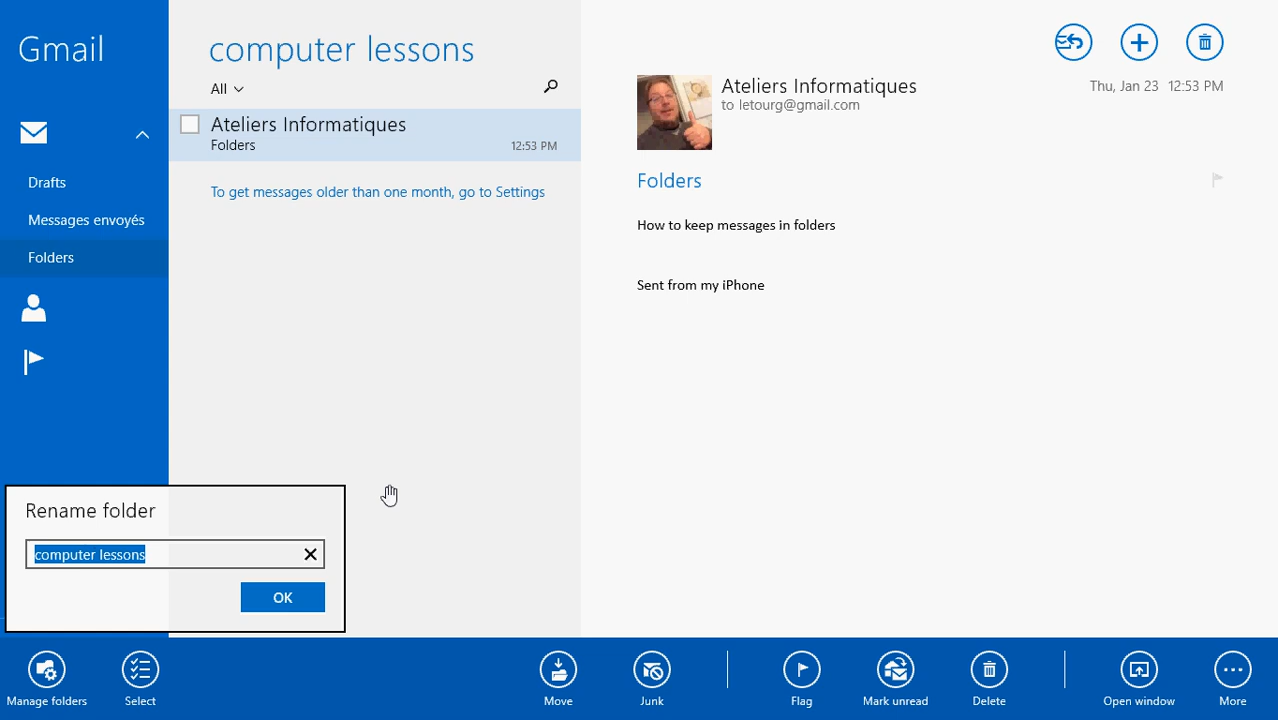 Gmail
Drafts
Messages envoyés
Folders
computer lessons
All
Ateliers Informatiques
Folders
12:53 PM
To get messages older than one month, go to Settings
Ateliers Informatiques
to letourg@gmail.com
Thu, Jan 23 12:53 PM
Folders
How to keep messages in folders
Sent from my iPhone
Rename folder
computer lessons
OK
Manage folders
Select
Move
Junk
Flag
Mark unread
Delete
Open window
More